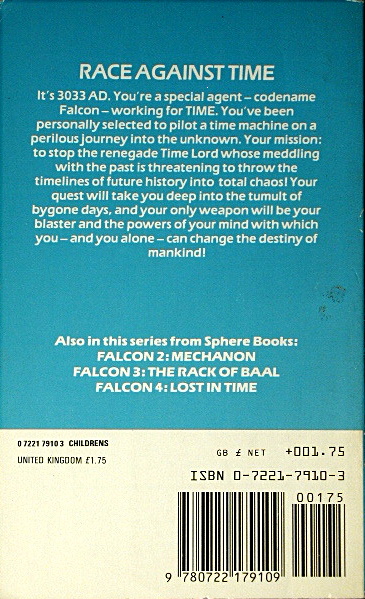 RACE AGAINST TIME
It's 3033 AD. You're a special agent – codename
Falcon – working for TIME. You've been
personally selected to pilot a time machine on a
perilous journey into the unknown. Your mission:
to stop the renegade Time Lord whose meddling
with the past is threatening to throw the
timelines of future history into total chaos! Your
quest will take you deep into the tumult of
bygone days, and your only weapon will be your
blaster and the powers of your mind with which
you – and you alone – can change the destiny of
mankind!
Also in this series from Sphere Books:
FALCON 2: MECHANON
FALCON 3: THE RACK OF BAAL
FALCON 4: LOST IN TIME
0 7221 7910 3 CHILDRENS
UNITED KINGDOM £1.75
GB £ NET +001.75
ISBN 0-7221-7910-3
00175
9 780722 179109